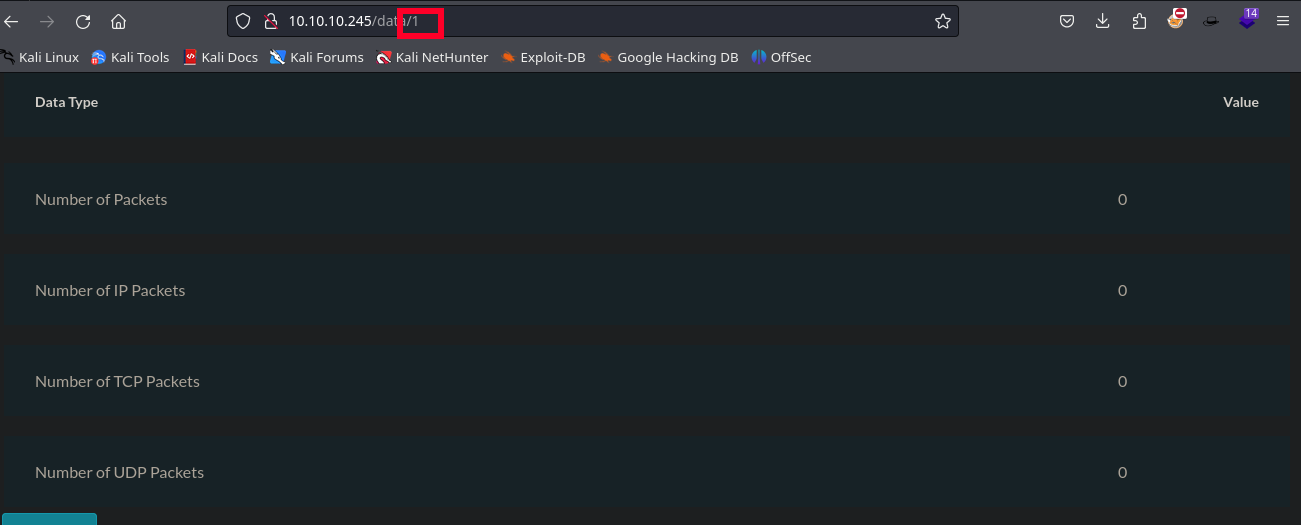 10.10.10.245/data/1
14
Kali Linux Kali Tools Kali Docs Kali Forums Kali NetHunter Exploit-DB Google Hacking DB OffSec
Data Type Value
Number of Packets 0
Number of IP Packets 0
Number of TCP Packets 0
Number of UDP Packets 0